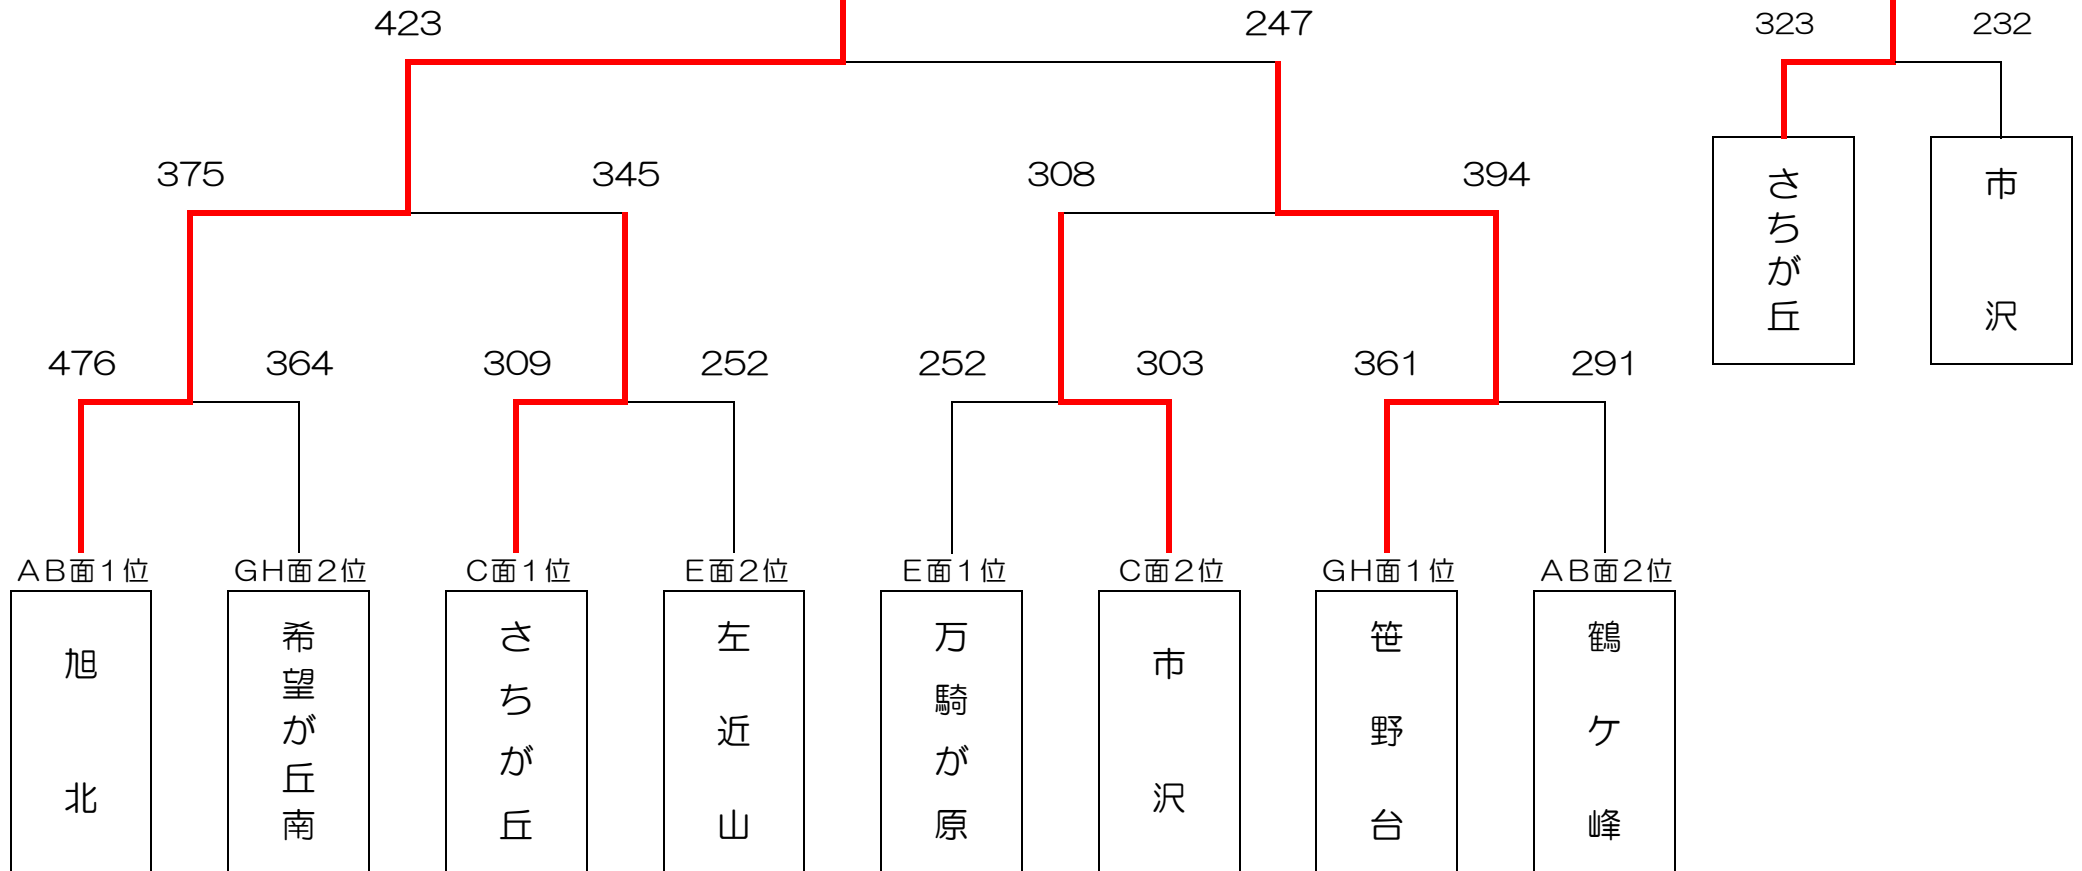 423
247
323
232
375
345
308
394
さちが丘
市沢
476
364
309
252
252
303
361
291
AB面1位
GH面2位
C面1位
E面2位
E面1位
C面2位
GH面1位
AB面2位
旭北
希望が丘南
さちが丘
左近山
万騎が原
市沢
笹野台
鶴ケ峰